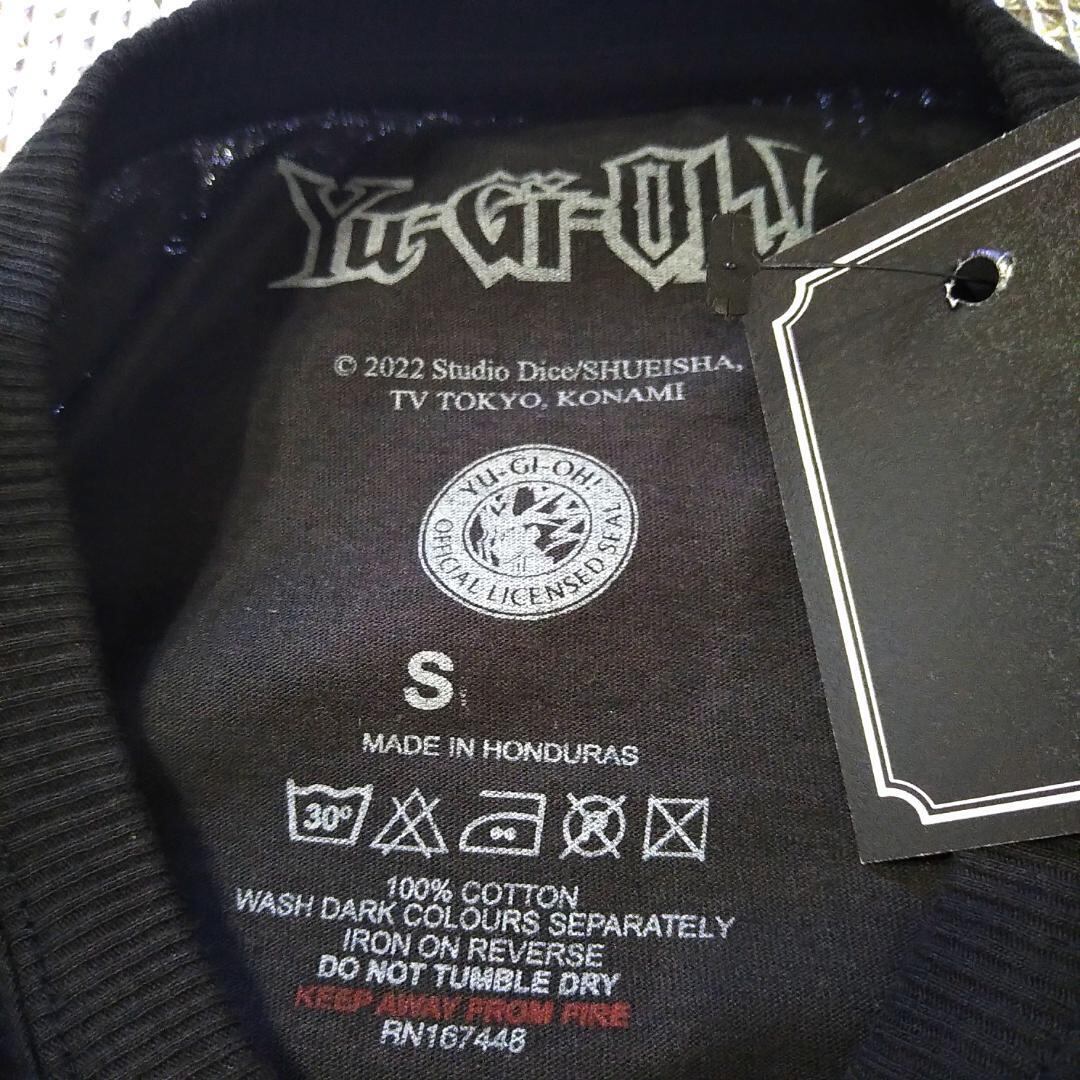 Yu-Gi-Oh!
© 2022 Studio Dice/SHUEISHA,
TV TOKYO, KONAMI
YU-GI-OH!
OFFICIAL LICENSED SEAL
S
MADE IN HONDURAS
30°
100% COTTON
WASH DARK COLOURS SEPARATELY
IRON ON REVERSE
DO NOT TUMBLE DRY
KEEP AWAY FROM FIRE
RN167448